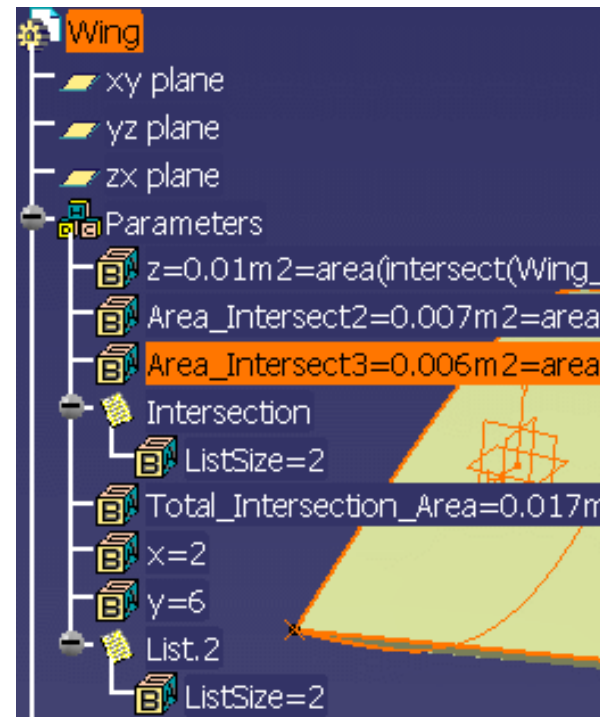 Wing
xy plane
yz plane
zx plane
Parameters
z=0.01m2=area(intersect(Wing_
Area_Intersect2=0.007m2=area
Area_Intersect3=0.006m2=area
Intersection
ListSize=2
Total_Intersection_Area=0.017m
x=2
y=6
List.2
ListSize=2